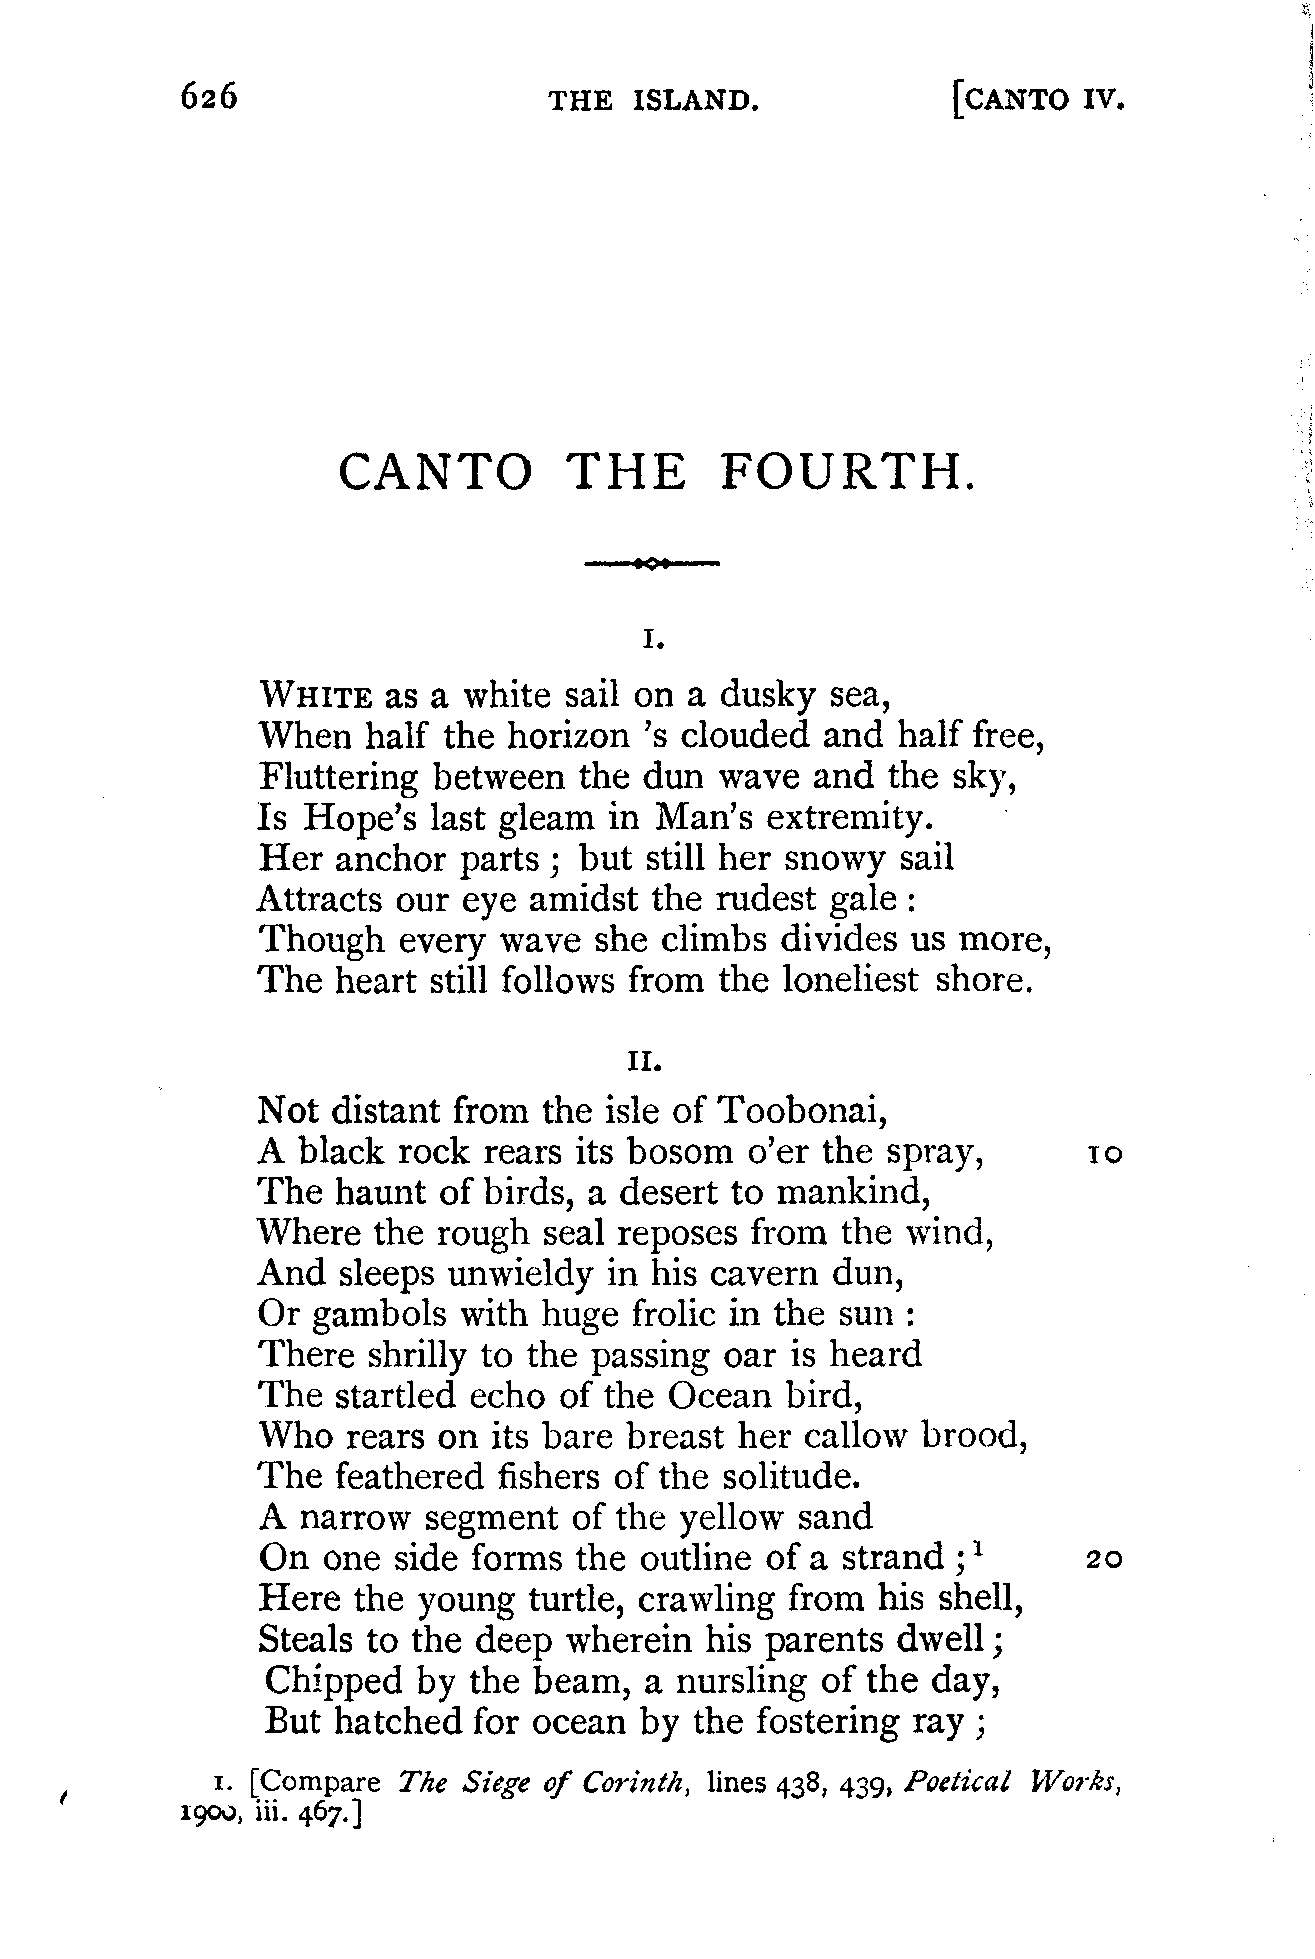 626 THE ISLAND. [CANTO IV.
CANTO THE FOURTH.
I.
WHITE as a white sail on a dusky sea,
When half the horizon 's clouded and half free,
Fluttering between the dun wave and the sky,
Is Hope's last gleam in Man's extremity.
Her anchor parts ; but still her snowy sail
Attracts our eye amidst the rudest gale :
Though every wave she climbs divides us more,
The heart still follows from the loneliest shore.
II.
Not distant from the isle of Toobonai,
A black rock rears its bosom o'er the spray, 10
The haunt of birds, a desert to mankind,
Where the rough seal reposes from the wind,
And sleeps unwieldy in his cavern dun,
Or gambols with huge frolic in the sun :
There shrilly to the passing oar is heard
The startled echo of the Ocean bird,
Who rears on its bare breast her callow brood,
The feathered fishers of the solitude.
A narrow segment of the yellow sand
On one side forms the outline of a strand ;¹ 20
Here the young turtle, crawling from his shell,
Steals to the deep wherein his parents dwell ;
Chipped by the beam, a nursling of the day,
But hatched for ocean by the fostering ray ;
1. [Compare The Siege of Corinth, lines 438, 439, Poetical Works,
1900, iii. 467.]